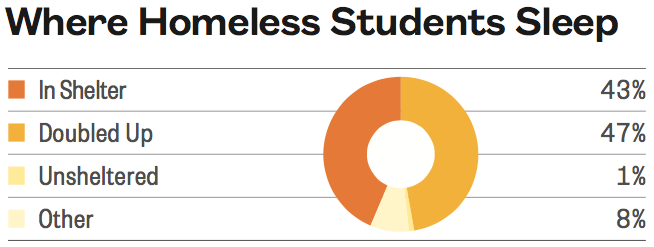 Where Homeless Students Sleep
In Shelter 43%
Doubled Up 47%
Unsheltered 1%
Other 8%